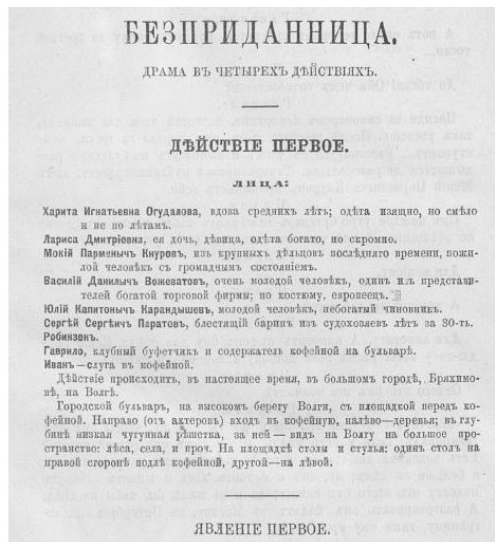 БЕЗПРИДАННИЦА.
ДРАМА ВЪ ЧЕТЫРЕХЪ ДѢЙСТВІЯХЪ.
ДѢЙСТВІЕ ПЕРВОЕ.
ЛИЦА:
Харита Игнатьевна Огудалова, вдова среднихъ лѣтъ; одѣта изящно, но смѣло
и не по лѣтамъ.
Лариса Дмитріевна, ея дочь, дѣвица, одѣта богато, но скромно.
Мокій Парменычъ Кнуровъ, изъ крупныхъ дѣльцовъ послѣдняго времени, пожи-
лой человѣкъ съ громаднымъ состояніемъ.
Василій Данилычъ Вожеватовъ, очень молодой человѣкъ, одинъ изъ представи-
телей богатой торговой фирмы; по костюму, европеецъ.
Юлій Капитонычъ Карандышевъ, молодой человѣкъ, небогатый чиновникъ.
Сергѣй Сергѣичъ Паратовъ, блестящій баринъ изъ судохозяевъ лѣтъ за 30-ть.
Робинзонъ.
Гаврило, клубный буфетчикъ и содержатель кофейной на бульварѣ.
Иванъ—слуга въ кофейной.
Дѣйствіе происходитъ, въ настоящее время, въ большомъ городѣ, Бряхимо-
вѣ, на Волгѣ.
Городской бульваръ, на высокомъ берегу Волги, съ площадкой передъ ко-
фейной. Направо (отъ актеровъ) входъ въ кофейную, налѣво—деревья; въ глу-
бинѣ низкая чугунная рѣшетка, за ней—видъ на Волгу на большое про-
странство: лѣса, села, и проч. На площадкѣ столы и стулья: одинъ столъ на
правой сторонѣ подлѣ кофейной, другой—на лѣвой.
ЯВЛЕНІЕ ПЕРВОЕ.